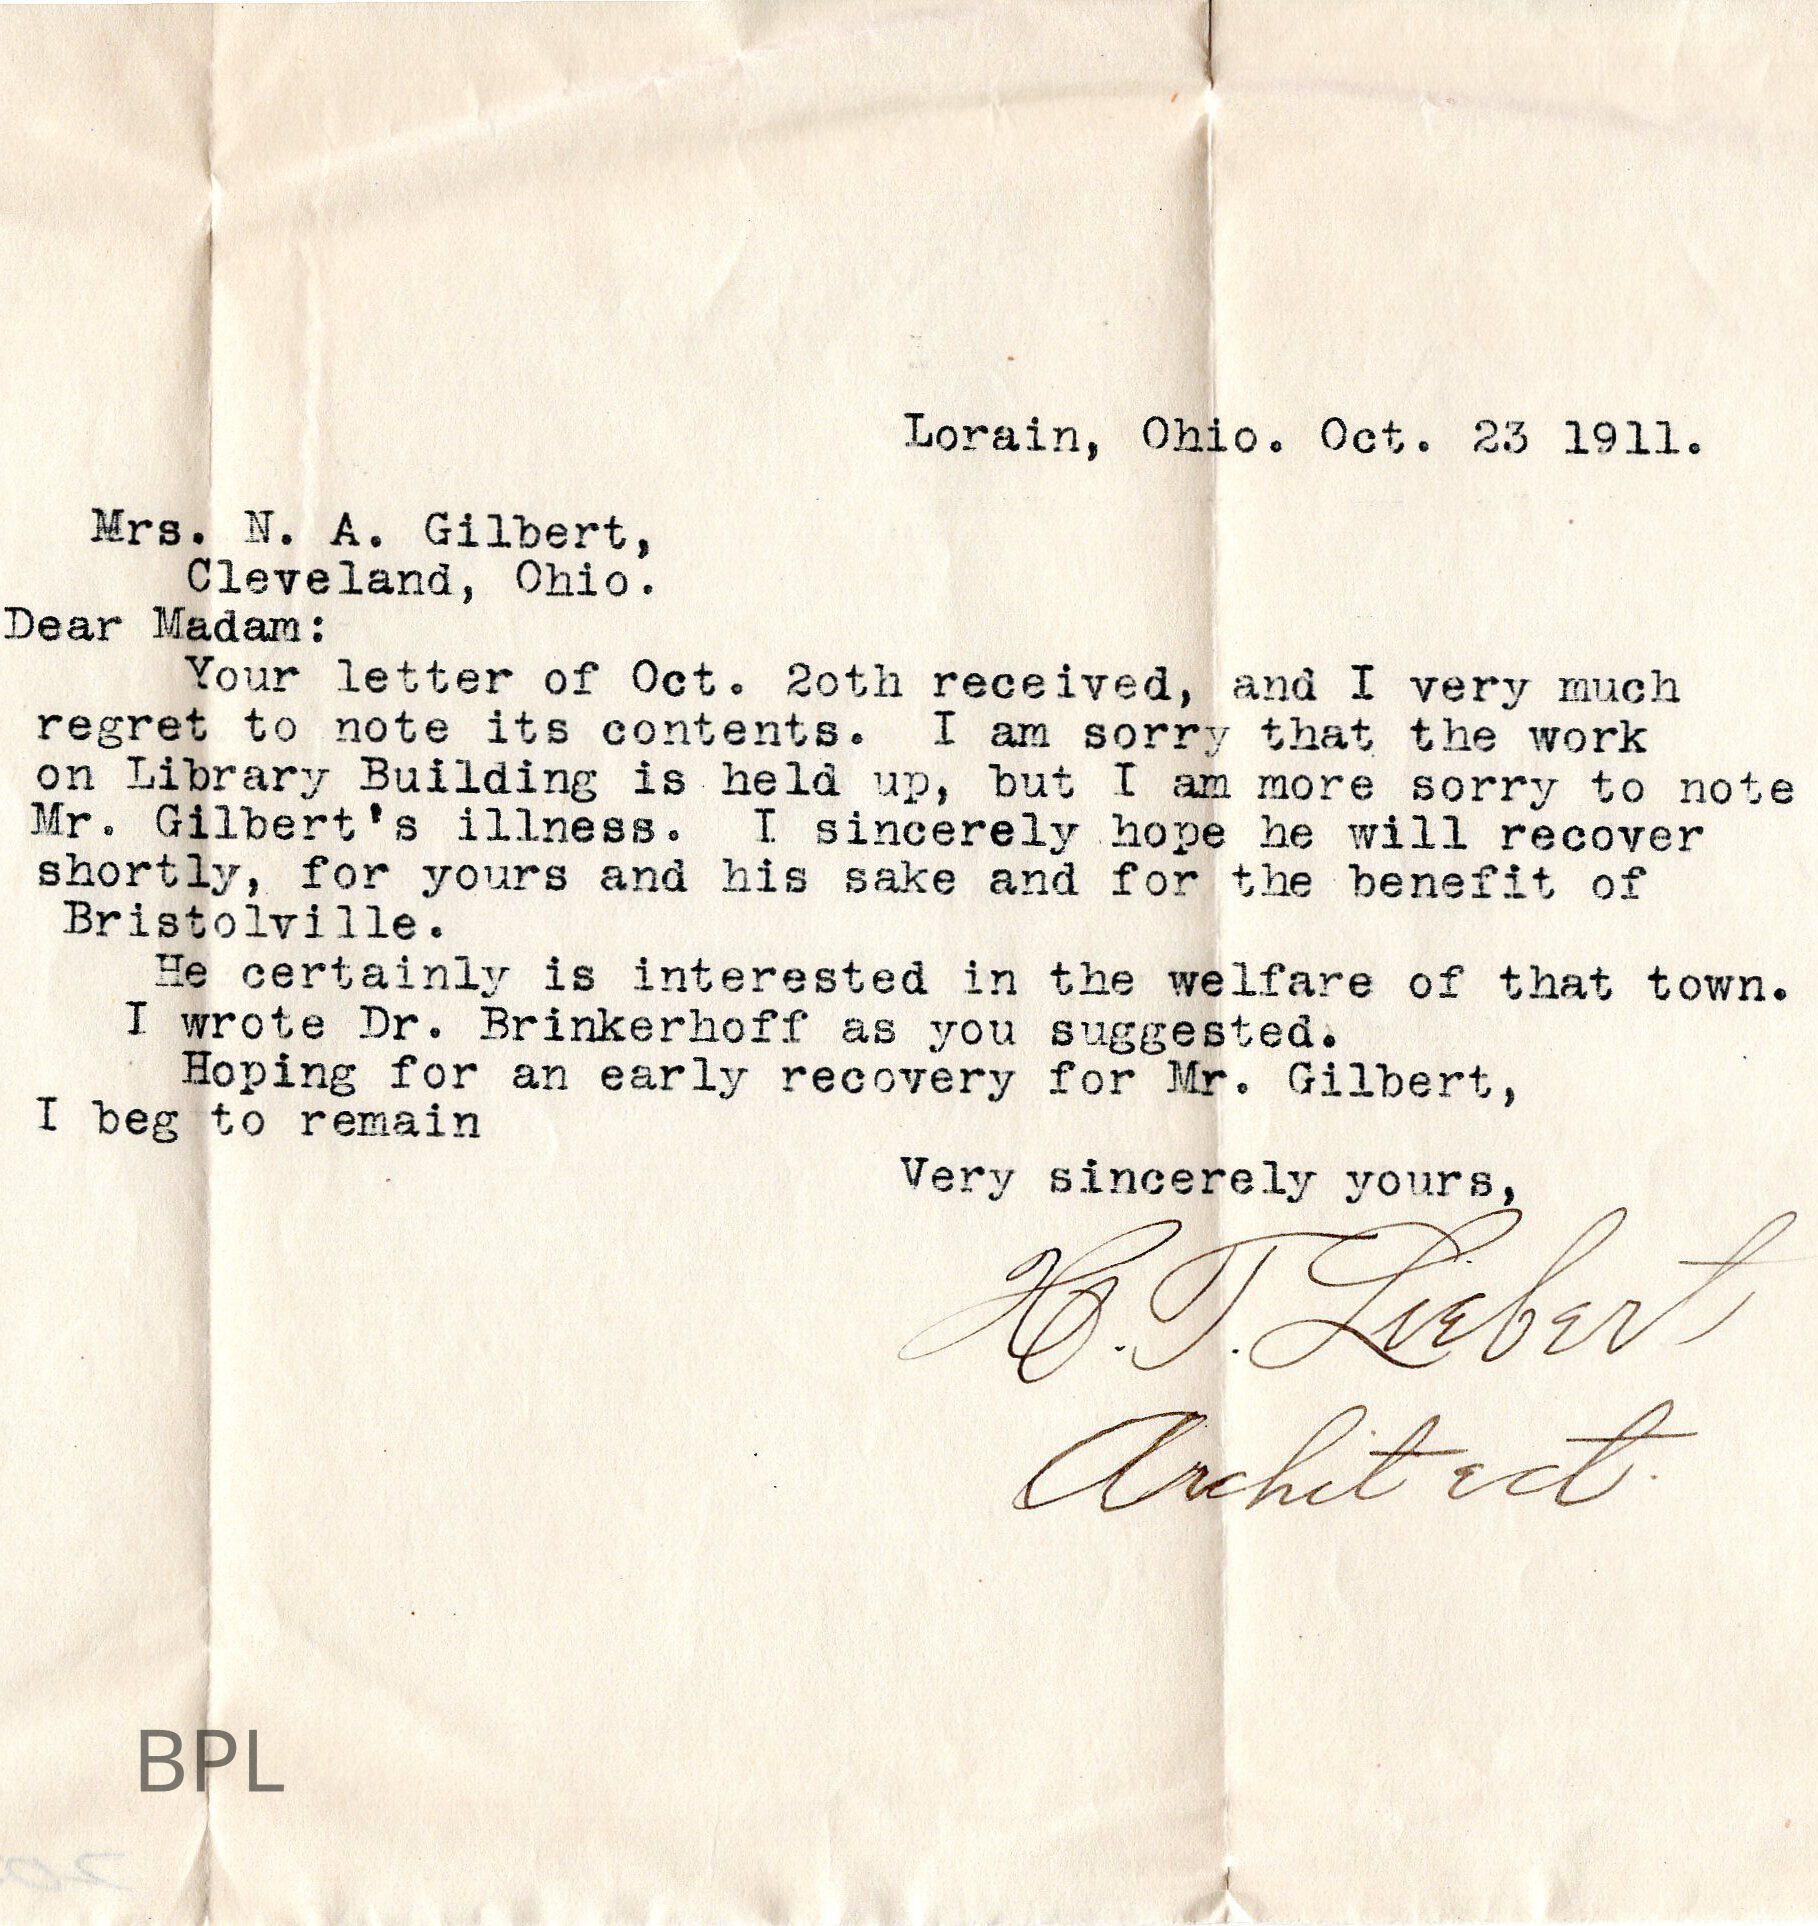 Lorain, Ohio. Oct. 23 1911.
Mrs. N. A. Gilbert,
Cleveland, Ohio.
Dear Madam:
Your letter of Oct. 2oth received, and I very much
regret to note its contents. I am sorry that the work
on Library Building is held up, but I am more sorry to note
Mr. Gilbert's illness. I sincerely hope he will recover
shortly, for yours and his sake and for the benefit of
Bristolville.
He certainly is interested in the welfare of that town.
I wrote Dr. Brinkerhoff as you suggested.
Hoping for an early recovery for Mr. Gilbert,
I beg to remain
Very sincerely yours,
H. T. Liebert
Architect.
BPL